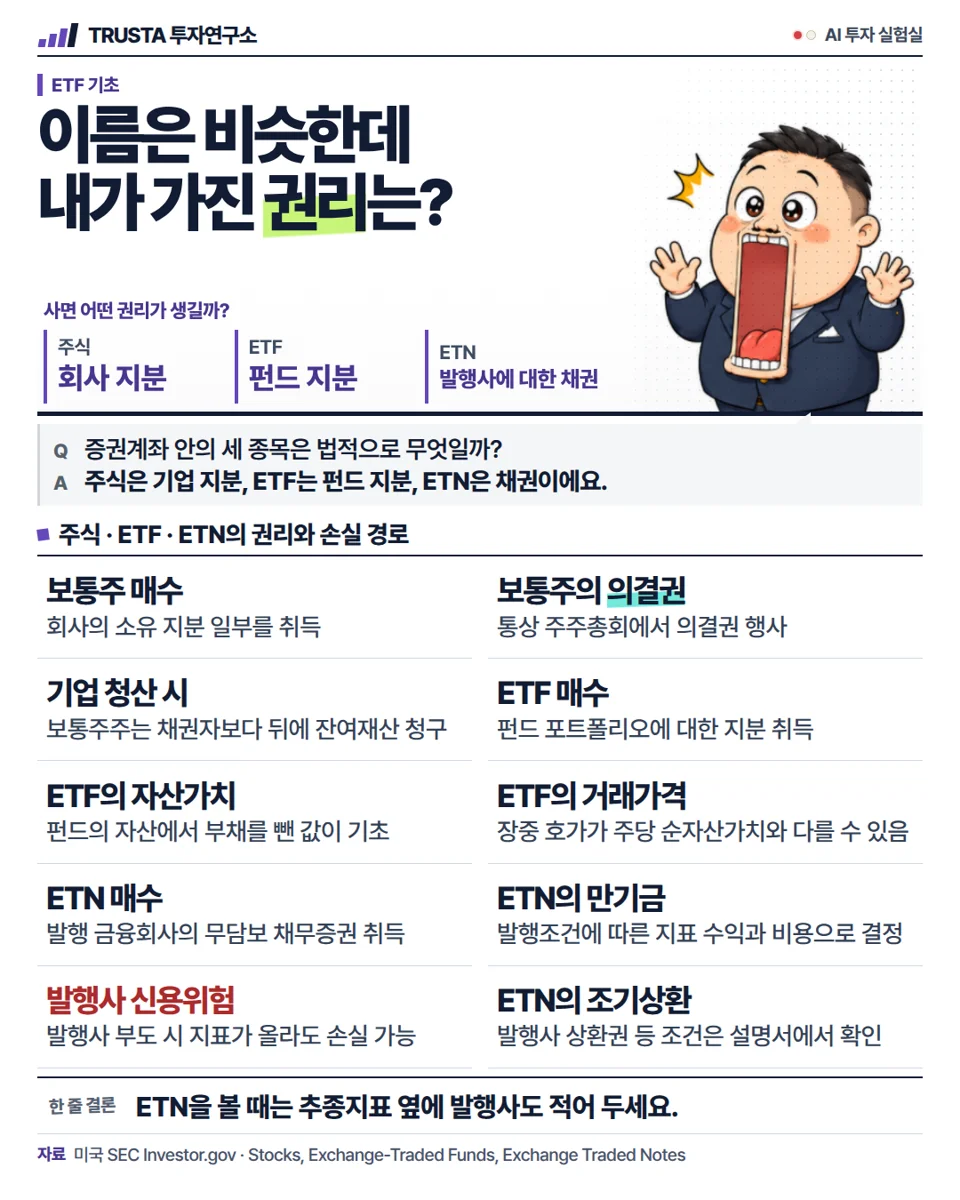 TRUSTA 투자연구소
AI 투자 실험실
ETF 기초
이름은 비슷한데
내가 가진 권리는?
사면 어떤 권리가 생길까?
주식
회사 지분
ETF
펀드 지분
ETN
발행사에 대한 채권
Q 증권계좌 안의 세 종목은 법적으로 무엇일까?
A 주식은 기업 지분, ETF는 펀드 지분, ETN은 채권이에요.
주식 · ETF · ETN의 권리와 손실 경로
보통주 매수
회사의 소유 지분 일부를 취득
보통주의 의결권
통상 주주총회에서 의결권 행사
기업 청산 시
보통주주는 채권자보다 뒤에 잔여재산 청구
ETF 매수
펀드 포트폴리오에 대한 지분 취득
ETF의 자산가치
펀드의 자산에서 부채를 뺀 값이 기초
ETF의 거래가격
장중 호가가 주당 순자산가치와 다를 수 있음
ETN 매수
발행 금융회사의 무담보 채무증권 취득
ETN의 만기금
발행조건에 따른 지표 수익과 비용으로 결정
발행사 신용위험
발행사 부도 시 지표가 올라도 손실 가능
ETN의 조기상환
발행사 상환권 등 조건은 설명서에서 확인
한 줄 결론 ETN을 볼 때는 추종지표 옆에 발행사도 적어 두세요.
자료 미국 SEC Investor.gov · Stocks, Exchange-Traded Funds, Exchange Traded Notes